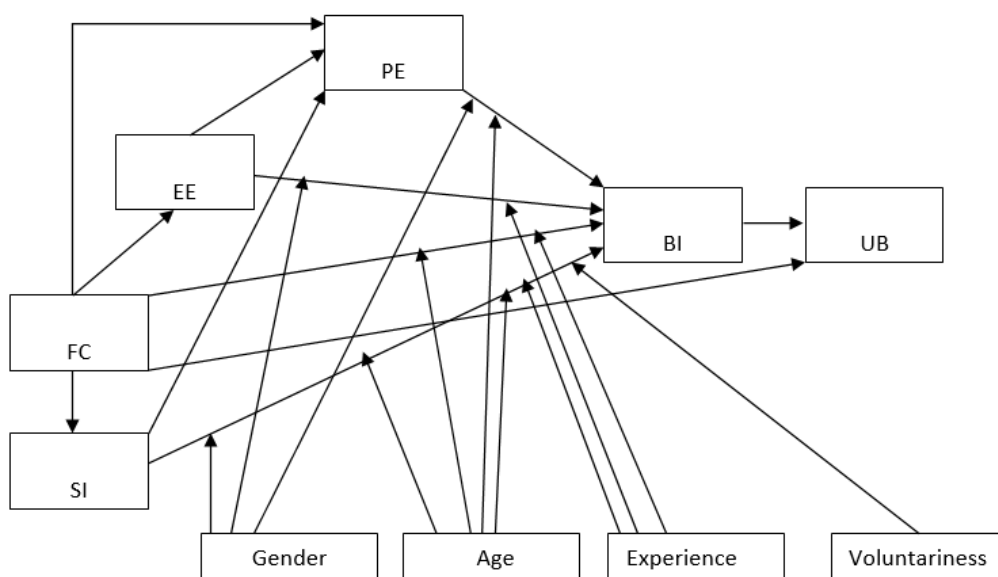 PE
EE
BI
UB
FC
SI
Gender
Age
Experience
Voluntariness